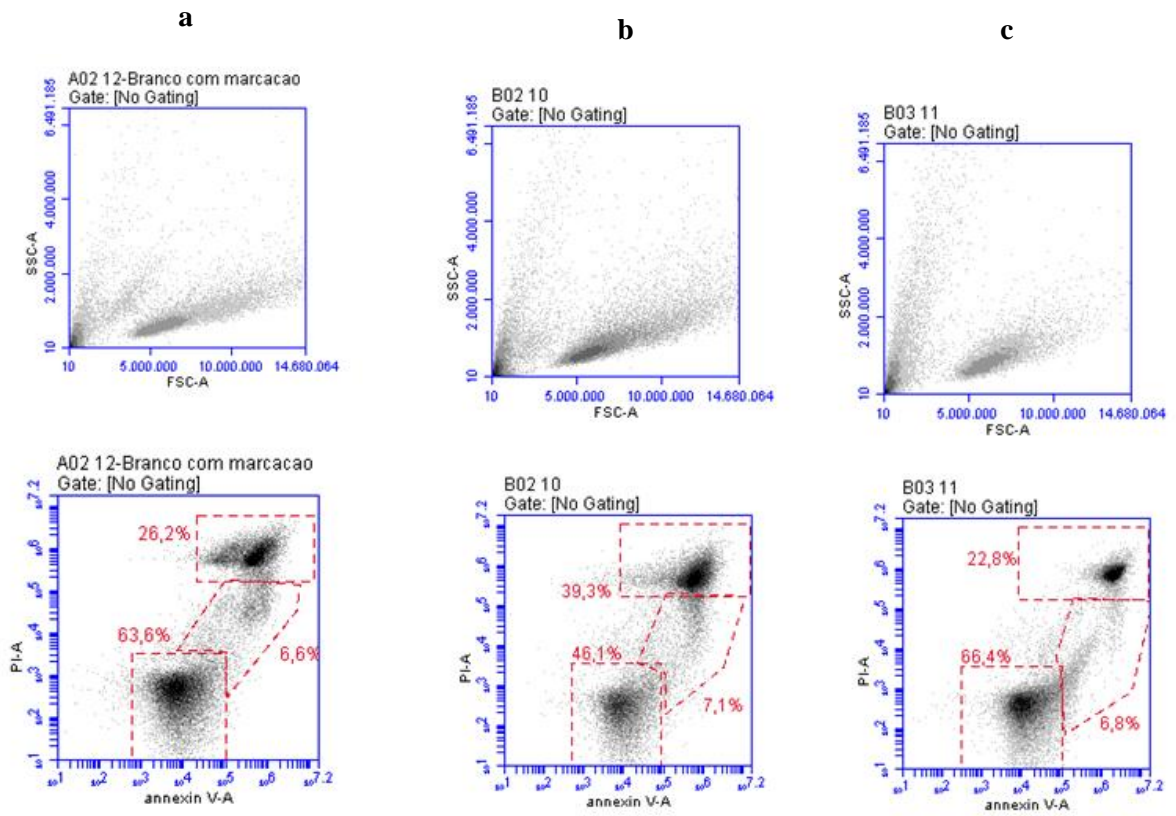 a
b
c
A02 12-Branco com marcacao
Gate: [No Gating]
6.491.185
4.000.000
2.000.000
10
SSC-A
10
5.000.000
10.000.000
14.680.064
FSC-A
B02 10
Gate: [No Gating]
6.491.185
4.000.000
2.000.000
10
SSC-A
10
5.000.000
10.000.000
14.680.064
FSC-A
B03 11
Gate: [No Gating]
6.491.185
4.000.000
2.000.000
10
SSC-A
10
5.000.000
10.000.000
14.680.064
FSC-A
A02 12-Branco com marcacao
Gate: [No Gating]
26,2%
63,6%
6,6%
PI-A
annexin V-A
B02 10
Gate: [No Gating]
39,3%
46,1%
7,1%
PI-A
annexin V-A
B03 11
Gate: [No Gating]
22,8%
66,4%
6,8%
PI-A
annexin V-A